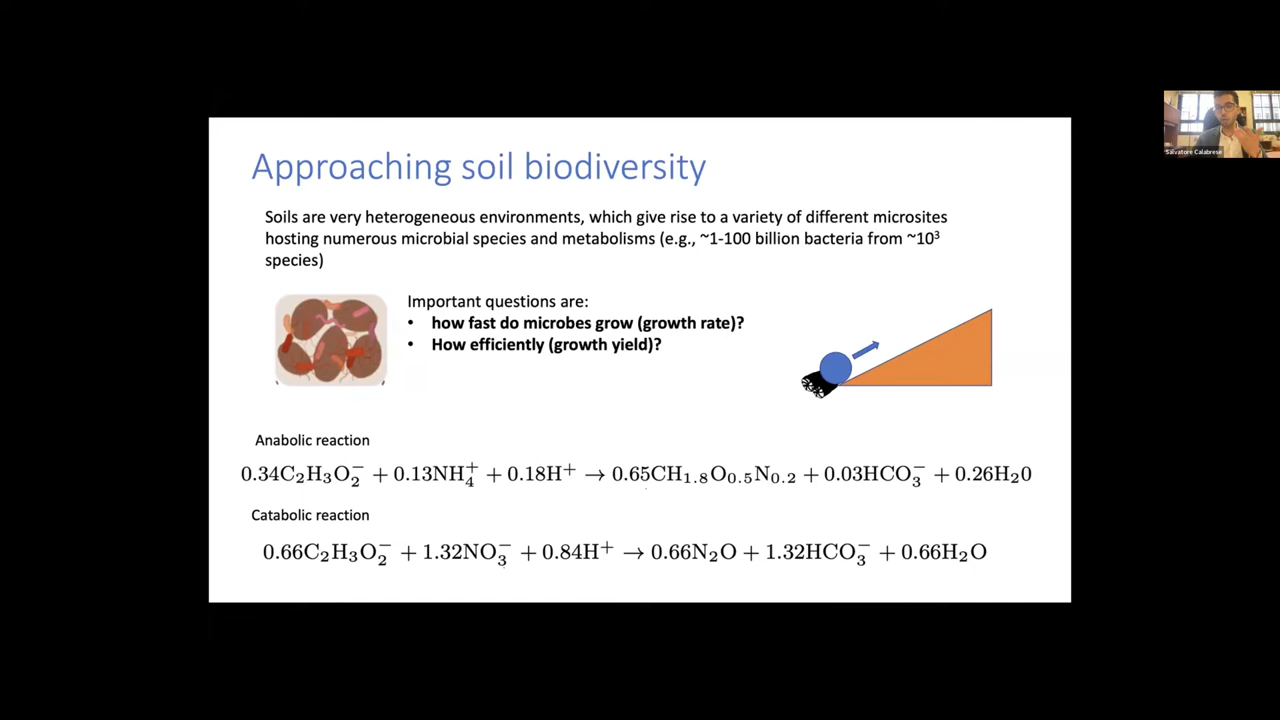 Approaching soil biodiversity
Soils are very heterogeneous environments, which give rise to a variety of different microsites
hosting numerous microbial species and metabolisms (e.g., ~1-100 billion bacteria from ~10³
species)
Important questions are:
• how fast do microbes grow (growth rate)?
• How efficiently (growth yield)?
Anabolic reaction
0.34C₂H₃O₂⁻ + 0.13NH₄⁺ + 0.18H⁺ → 0.65CH₁.₈O₀.₅N₀.₂ + 0.03HCO₃⁻ + 0.26H₂0
Catabolic reaction
0.66C₂H₃O₂⁻ + 1.32NO₃⁻ + 0.84H⁺ → 0.66N₂O + 1.32HCO₃⁻ + 0.66H₂O
Salvatore Calabrese